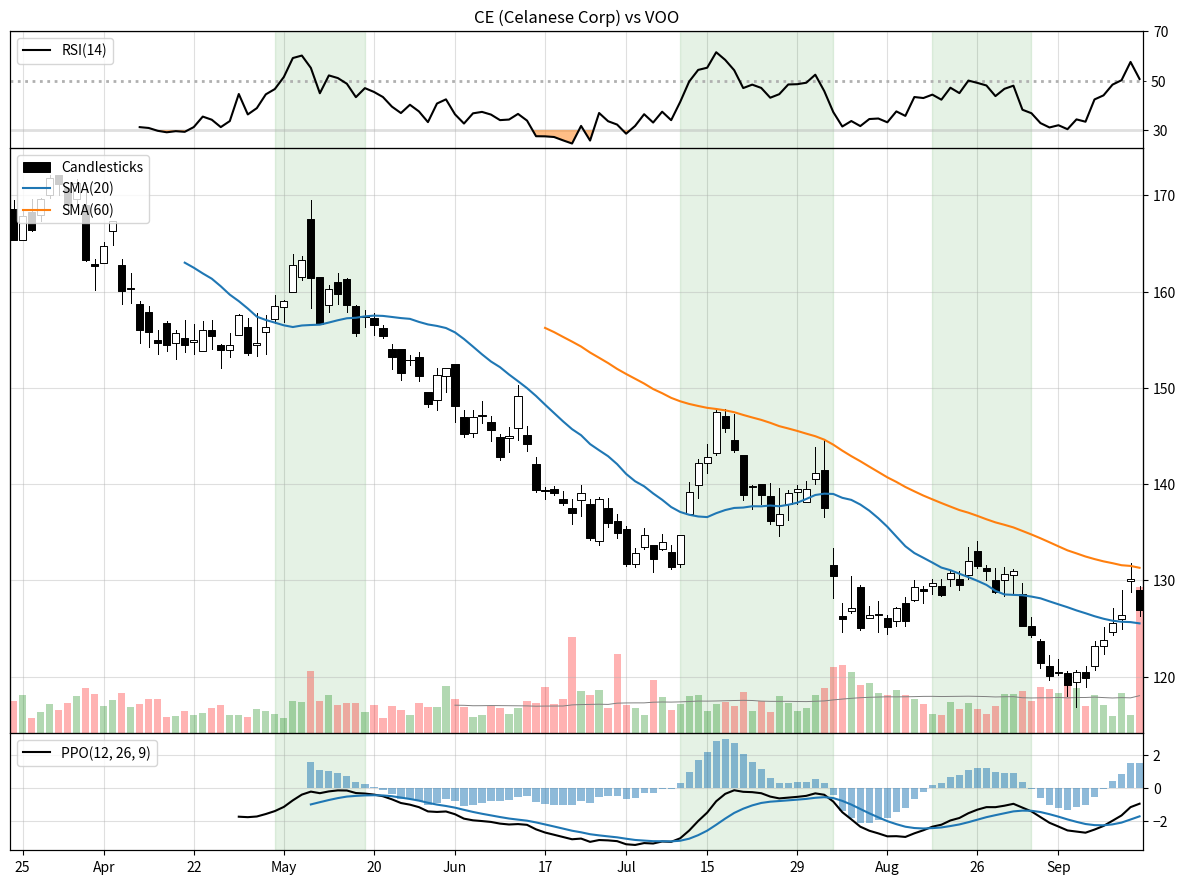 CE (Celanese Corp) vs VOO
RSI(14)
70
50
30
Candlesticks
SMA(20)
SMA(60)
170
160
150
140
130
120
PPO(12, 26, 9)
2
0
−2
25 Apr 22 May 20 Jun 17 Jul 15 29 Aug 26 Sep